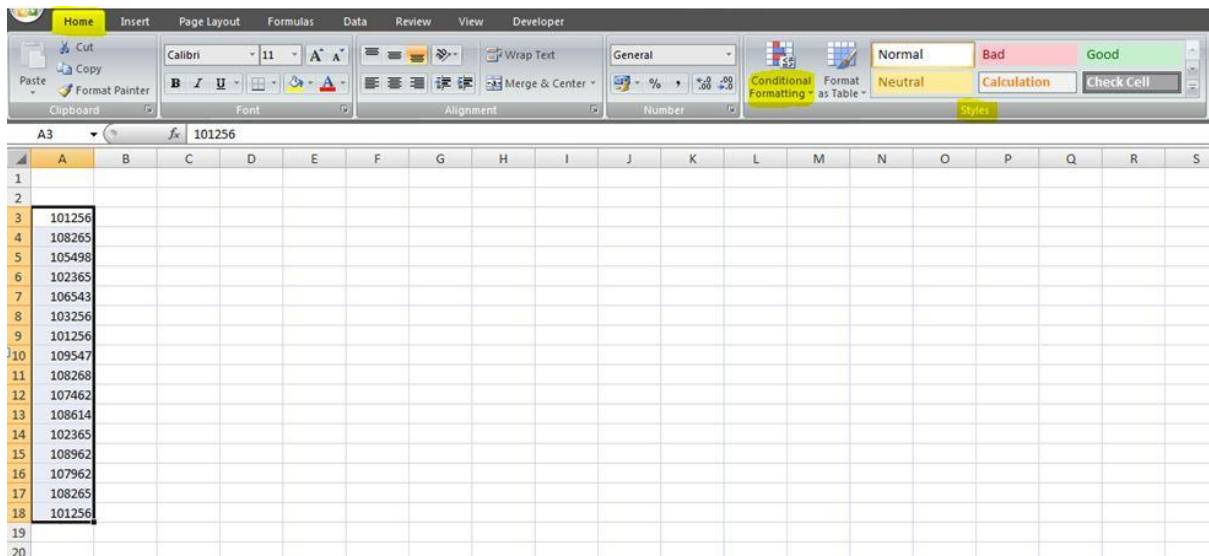 Home Insert Page Layout Formulas Data Review View Developer
Cut
Copy
Paste
Format Painter
Clipboard
Calibri 11 A A
B I U A
Font
Wrap Text
Merge & Center
Alignment
General
% , .0 .00 .00 .0
Number
Conditional Formatting
Format as Table
Normal Bad Good
Neutral Calculation Check Cell
Styles
A3 fx 101256
A B C D E F G H I J K L M N O P Q R S
1
2
3 101256
4 108265
5 105498
6 102365
7 106543
8 103256
9 101256
10 109547
11 108268
12 107462
13 108614
14 102365
15 108962
16 107962
17 108265
18 101256
19
20